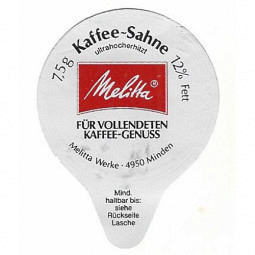 Kaffee-Sahne
ultrahocherhitzt
7,5g
12% Fett
Melitta®
FÜR VOLLENDETEN
KAFFEE-GENUSS
Melitta Werke · 4950 Minden
Mind.
haltbar bis:
siehe
Rückseite
Lasche